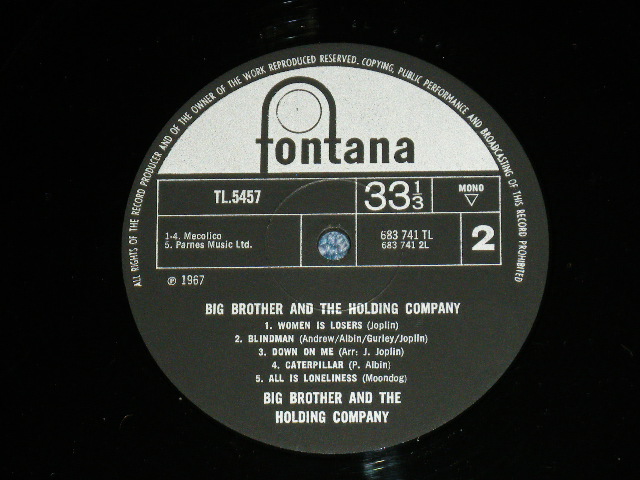 ALL RIGHTS OF THE RECORD PRODUCER AND OF THE OWNER OF THE WORK REPRODUCED RESERVED. COPYING, PUBLIC PERFORMANCE AND BROADCASTING OF THIS RECORD PROHIBITED
fontana
TL.5457
33 1/3
MONO
1-4. Mecolico
5. Parnes Music Ltd.
683 741 TL
683 741 2L
2
℗ 1967
BIG BROTHER AND THE HOLDING COMPANY
1. WOMEN IS LOSERS (Joplin)
2. BLINDMAN (Andrew/Albin/Gurley/Joplin)
3. DOWN ON ME (Arr: J. Joplin)
4. CATERPILLAR (P. Albin)
5. ALL IS LONELINESS (Moondog)
BIG BROTHER AND THE
HOLDING COMPANY